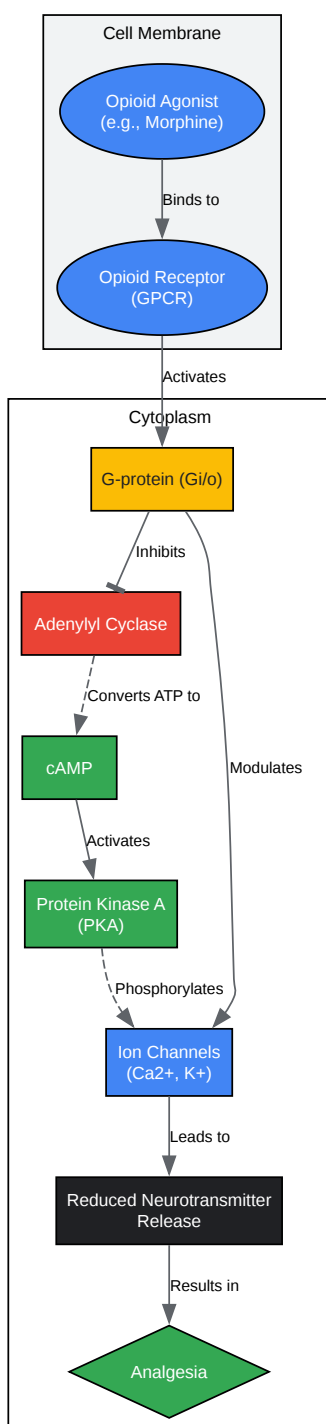 Cell Membrane
Opioid Agonist
(e.g., Morphine)
Binds to
Opioid Receptor
(GPCR)
Activates
Cytoplasm
G-protein (Gi/o)
Inhibits
Adenylyl Cyclase
Converts ATP to
cAMP
Modulates
Activates
Protein Kinase A
(PKA)
Phosphorylates
Ion Channels
(Ca2+, K+)
Leads to
Reduced Neurotransmitter
Release
Results in
Analgesia